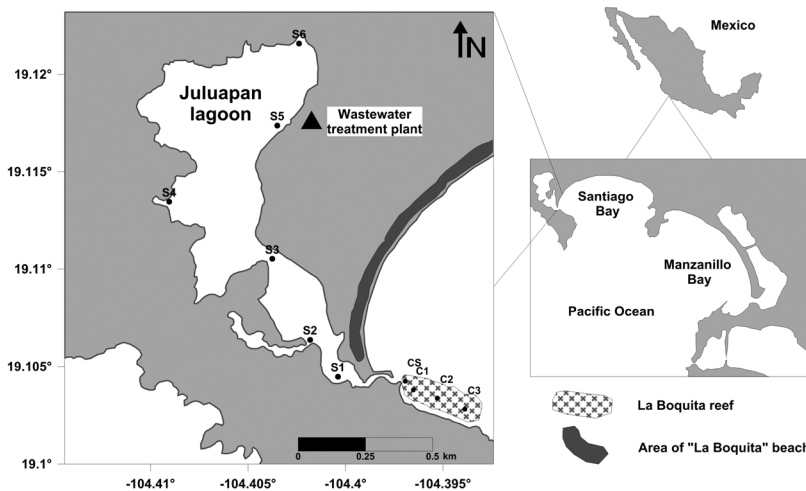 19.12°
19.115°
19.11°
19.105°
19.1°
-104.41°
-104.405°
-104.4°
-104.395°
S6
N
Juluapan
lagoon
S5
Wastewater
treatment plant
S4
S3
S2
S1
CS
C1
C2
C3
0
0.25
0.5 km
Mexico
Santiago
Bay
Manzanillo
Bay
Pacific Ocean
La Boquita reef
Area of "La Boquita" beach